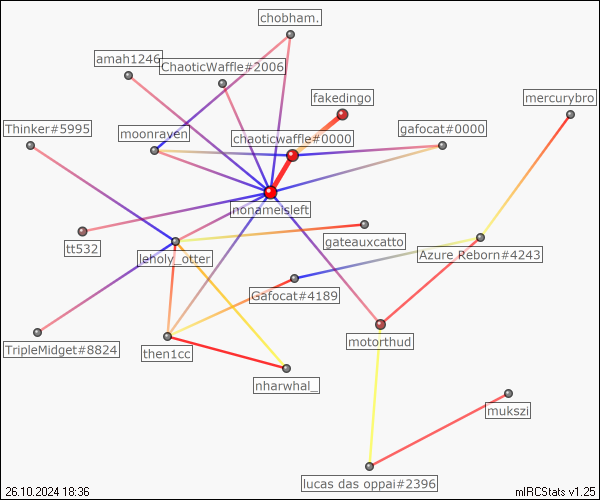 chobham.
amah1246
ChaoticWaffle#2006
fakedingo
mercurybro
Thinker#5995
moonraven
chaoticwaffle#0000
gafocat#0000
nonameisleft
tt532
leholy_otter
gateauxcatto
Azure Reborn#4243
Gafocat#4189
TripleMidget#8824
then1cc
motorthud
nharwhal_
mukszi
lucas das oppai#2396
26.10.2024 18:36
mIRCStats v1.25